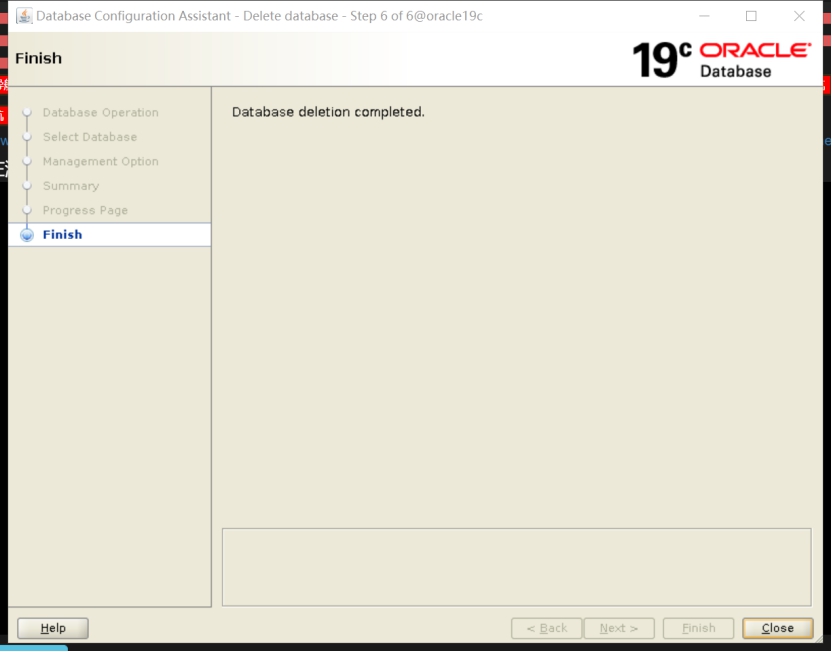 Database Configuration Assistant - Delete database - Step 6 of 6@oracle19c
Finish
19c ORACLE
Database
Database Operation
Select Database
Management Option
Summary
Progress Page
Finish
Database deletion completed.
Help
< Back
Next >
Finish
Close